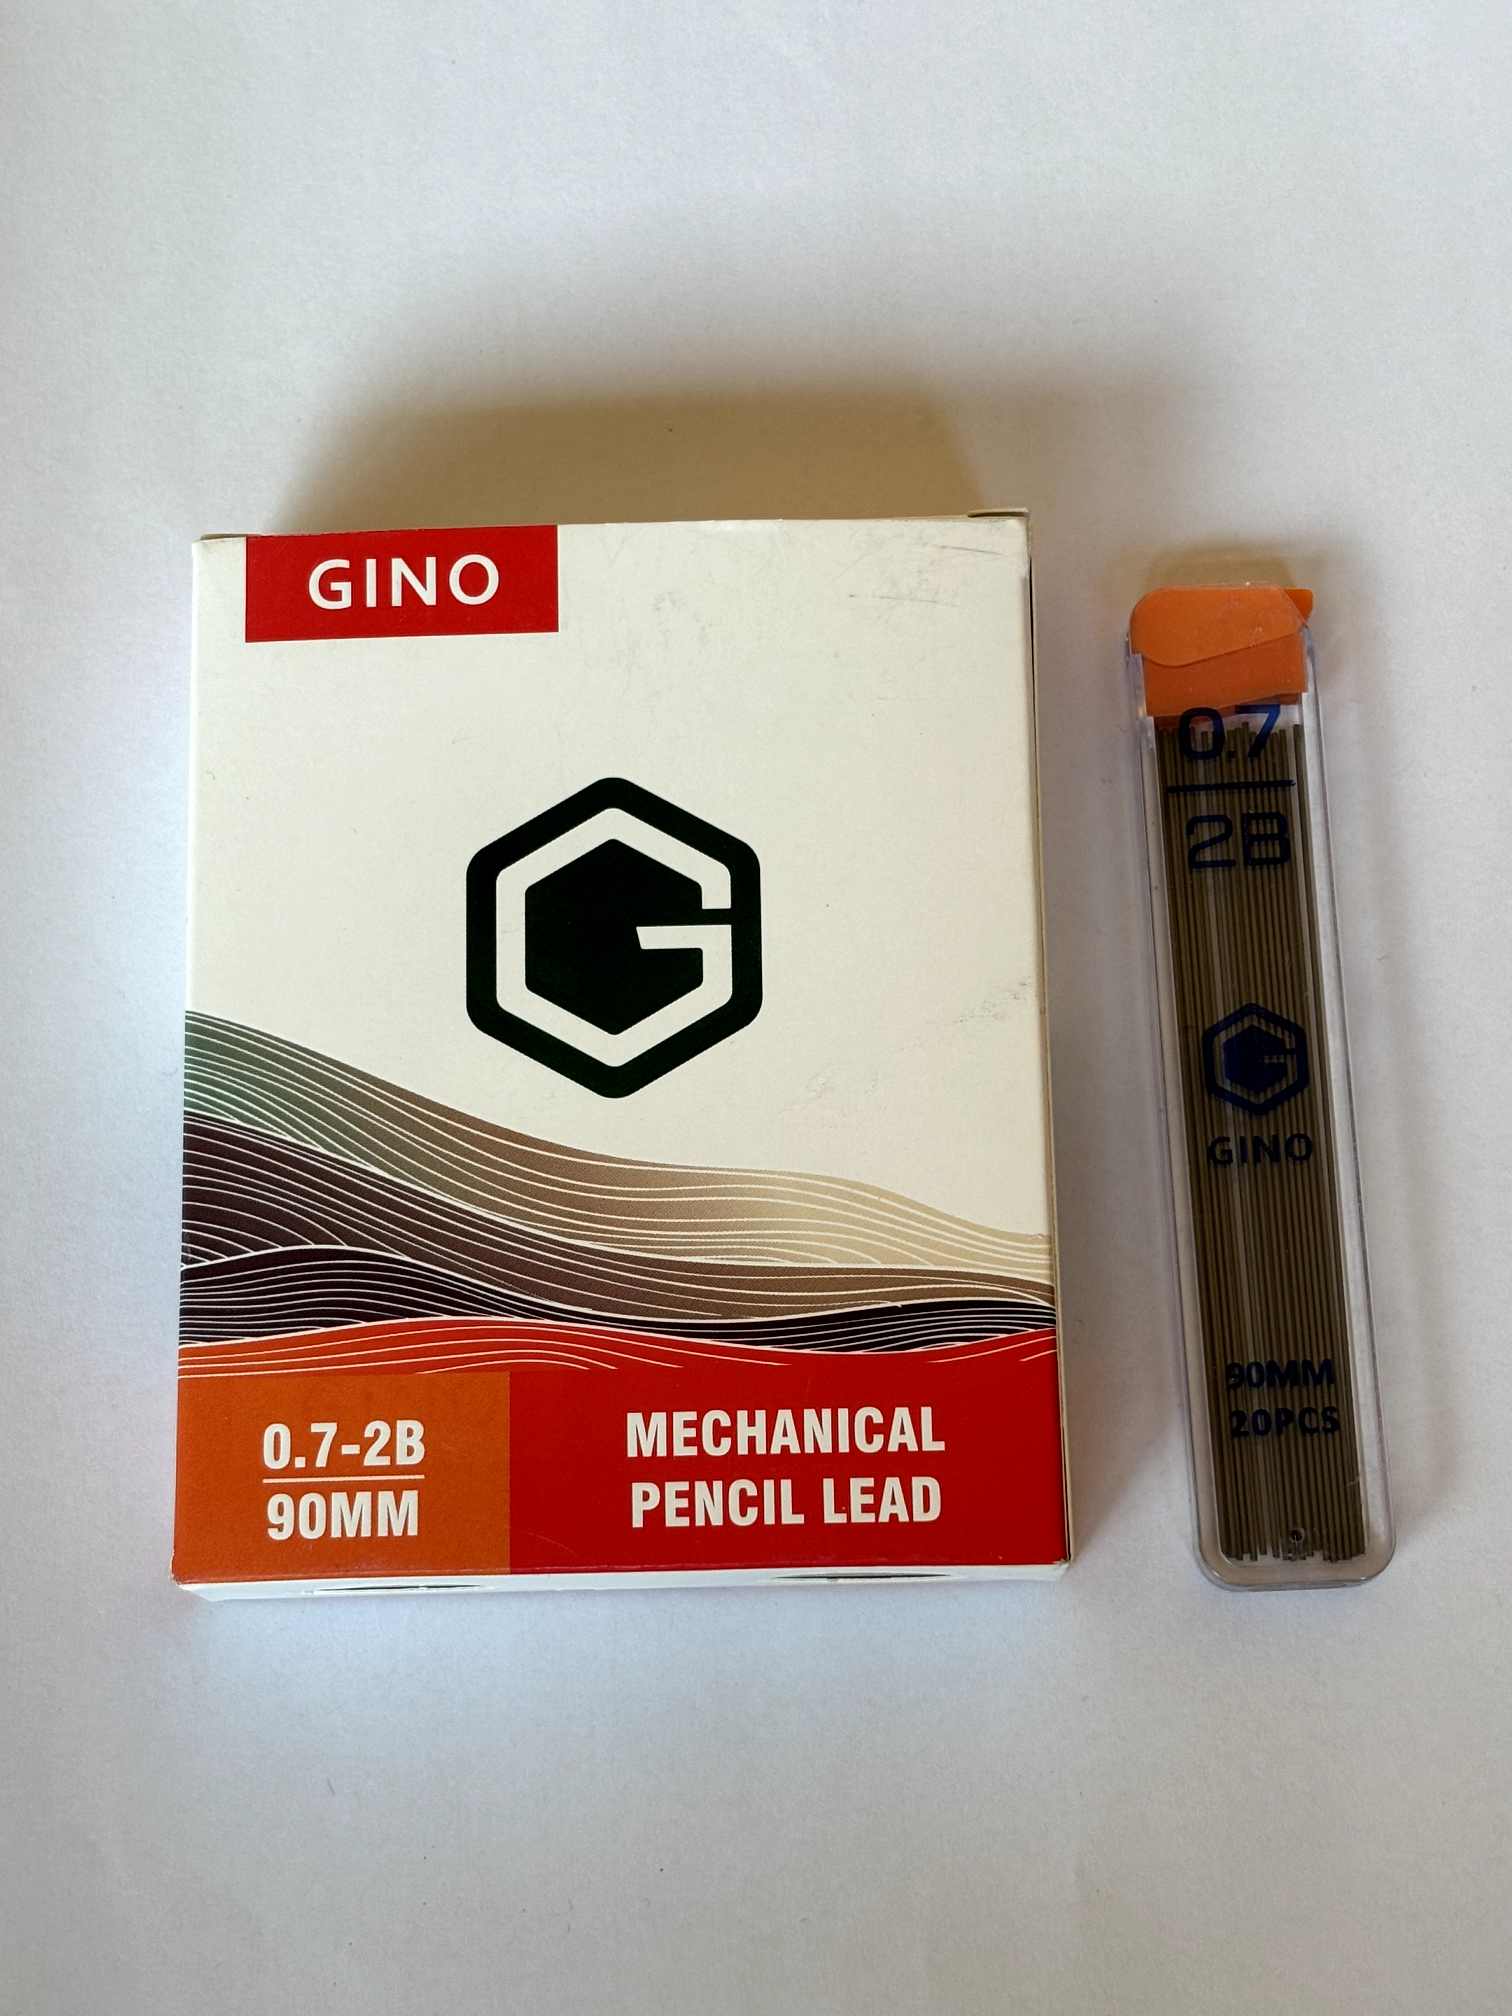 GINO
G
0.7-2B
90MM
MECHANICAL
PENCIL LEAD
0.7
2B
G
GINO
90MM
20PCS